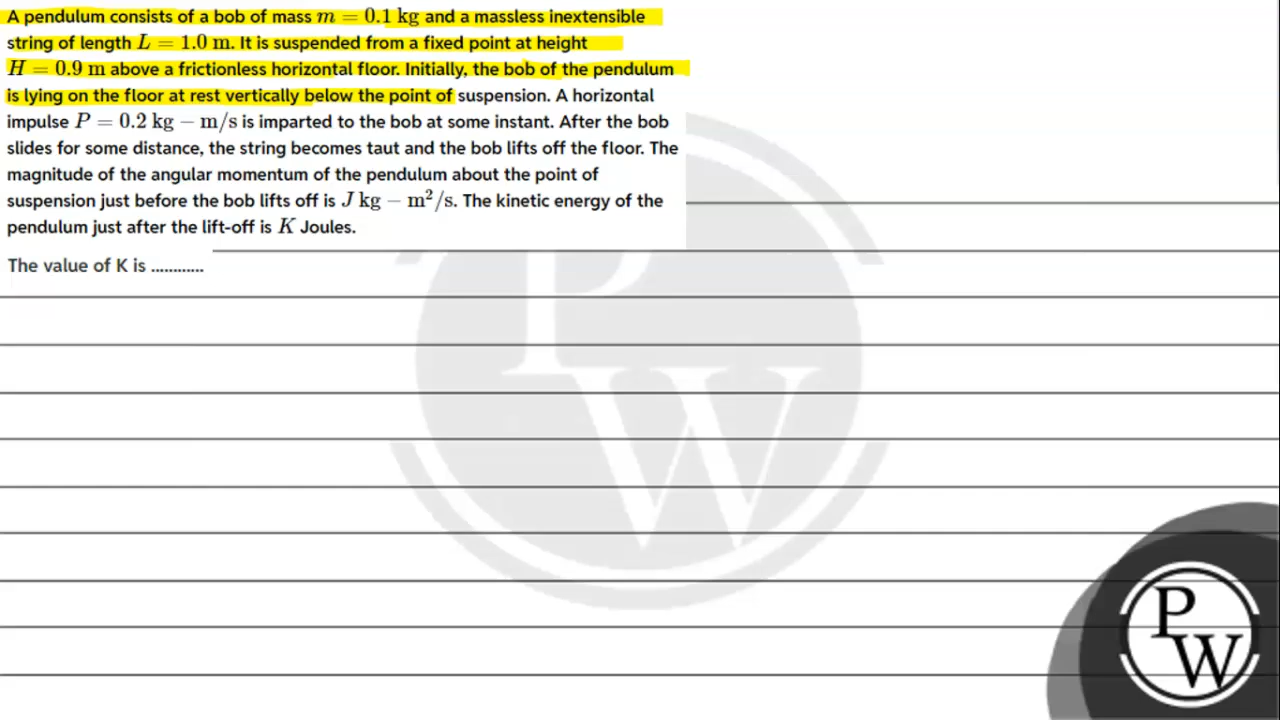 A pendulum consists of a bob of mass m = 0.1 kg and a massless inextensible
string of length L = 1.0 m. It is suspended from a fixed point at height
H = 0.9 m above a frictionless horizontal floor. Initially, the bob of the pendulum
is lying on the floor at rest vertically below the point of suspension. A horizontal
impulse P = 0.2 kg − m/s is imparted to the bob at some instant. After the bob
slides for some distance, the string becomes taut and the bob lifts off the floor. The
magnitude of the angular momentum of the pendulum about the point of
suspension just before the bob lifts off is J kg − m²/s. The kinetic energy of the
pendulum just after the lift-off is K Joules.
The value of K is ............
P
W
P
W